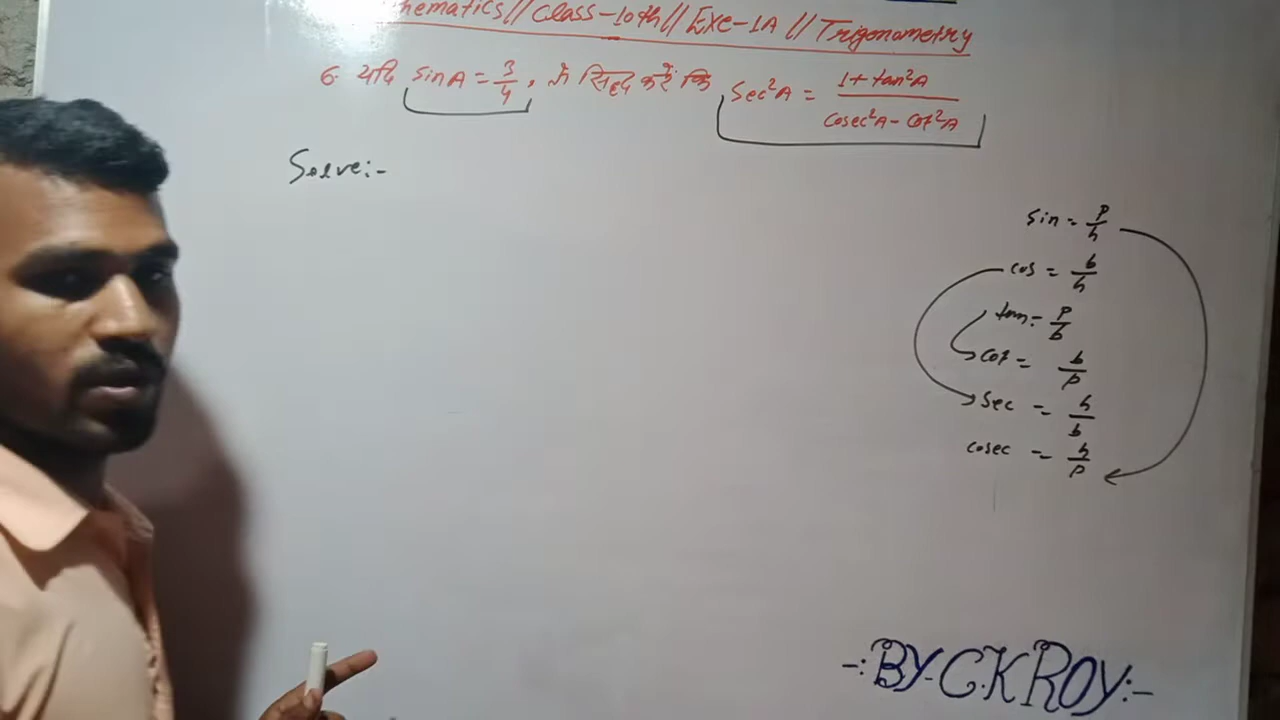 hematics // Class-10th // Exe-1A // Trigonometry
6. यदि sinA = 3/4, तो सिद्ध करें कि sec²A = (1 + tan²A)/(cosec²A - cot²A)
Solve:-
sin = p/h
cos = b/h
tan = p/b
cot = b/p
sec = h/b
cosec = h/p
-: BY C.K ROY :-